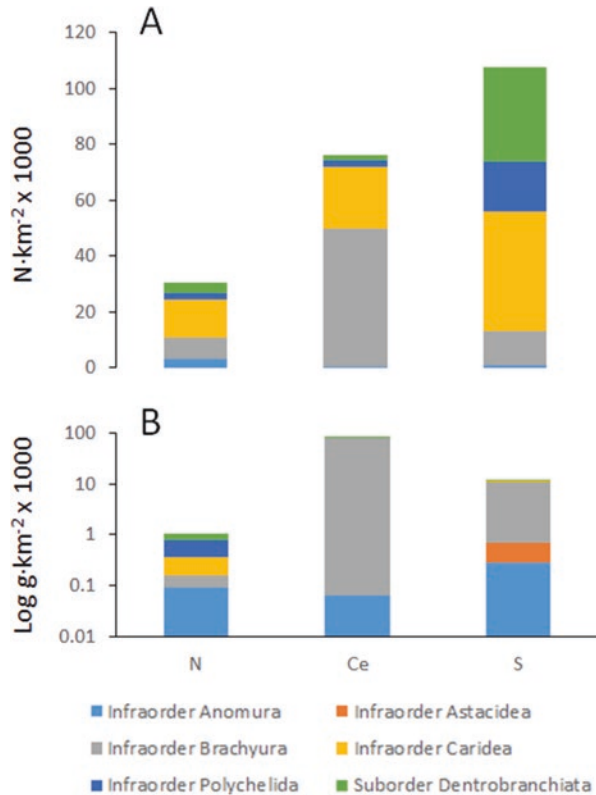 A
120
100
80
60
40
20
0
N·km⁻² x 1000
B
100
10
1
0.1
0.01
Log g·km⁻² x 1000
N Ce S
Infraorder Anomura Infraorder Astacidea
Infraorder Brachyura Infraorder Caridea
Infraorder Polychelida Suborder Dentrobranchiata